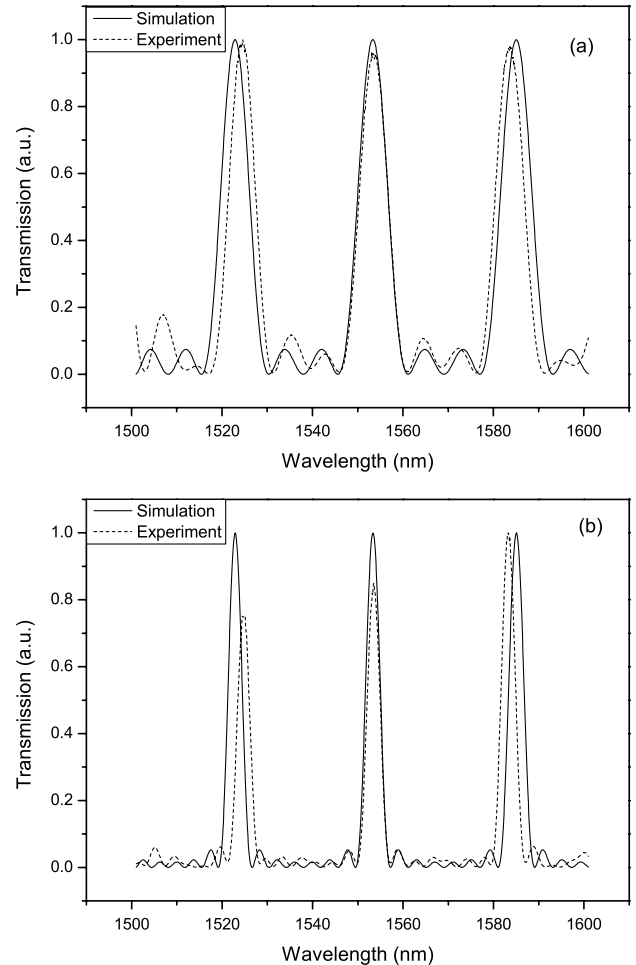 Simulation
Experiment
(a)
1.0
0.8
0.6
0.4
0.2
0.0
Transmission (a.u.)
1500 1520 1540 1560 1580 1600
Wavelength (nm)
Simulation
Experiment
(b)
1.0
0.8
0.6
0.4
0.2
0.0
Transmission (a.u.)
1500 1520 1540 1560 1580 1600
Wavelength (nm)